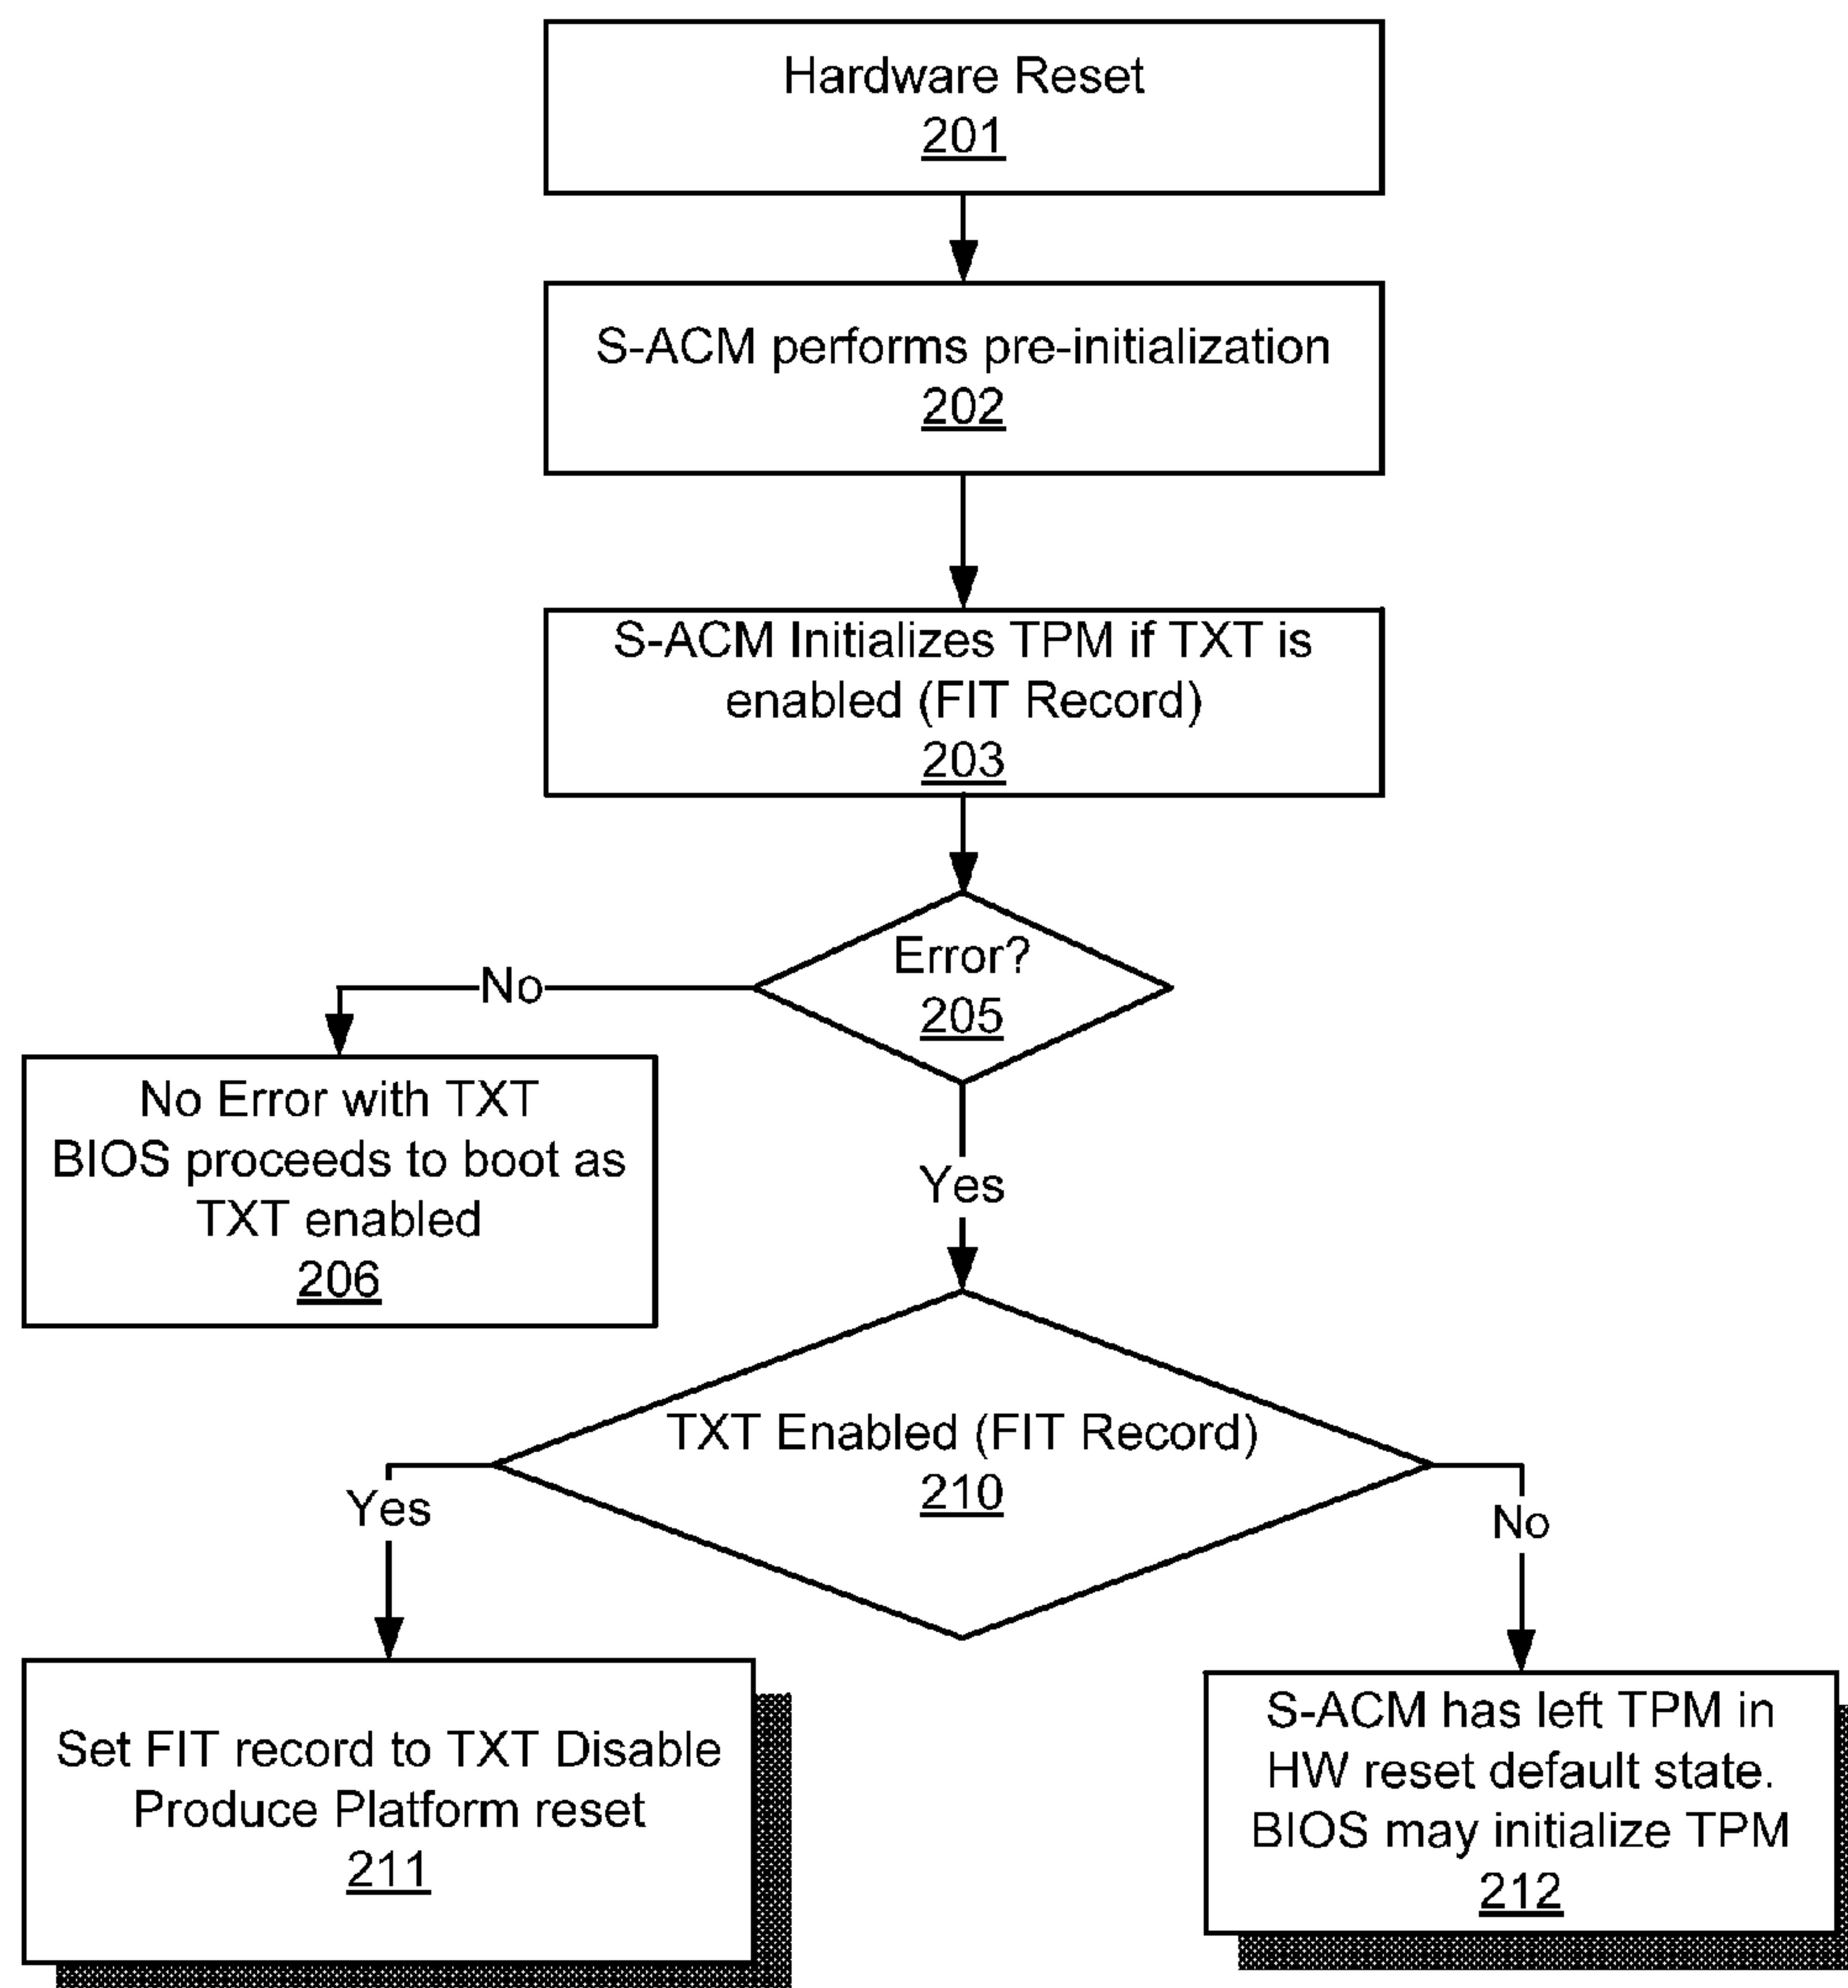 Hardware Reset
201
S-ACM performs pre-initialization
202
S-ACM Initializes TPM if TXT is
enabled (FIT Record)
203
Error?
205
No
No Error with TXT
BIOS proceeds to boot as
TXT enabled
206
Yes
TXT Enabled (FIT Record)
210
Yes
No
Set FIT record to TXT Disable
Produce Platform reset
211
S-ACM has left TPM in
HW reset default state.
BIOS may initialize TPM
212